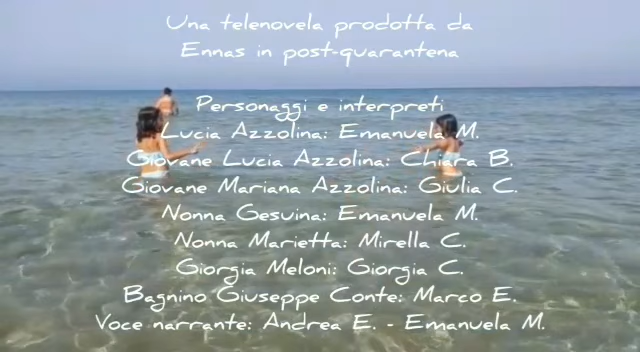 Una telenovela prodotta da
Ennas in post-quarantena
Personaggi e interpreti
Lucia Azzolina: Emanuela M.
Giovane Lucia Azzolina: Chiara B.
Giovane Mariana Azzolina: Giulia C.
Nonna Gesuina: Emanuela M.
Nonna Marietta: Mirella C.
Giorgia Meloni: Giorgia C.
Bagnino Giuseppe Conte: Marco E.
Voce narrante: Andrea E. - Emanuela M.